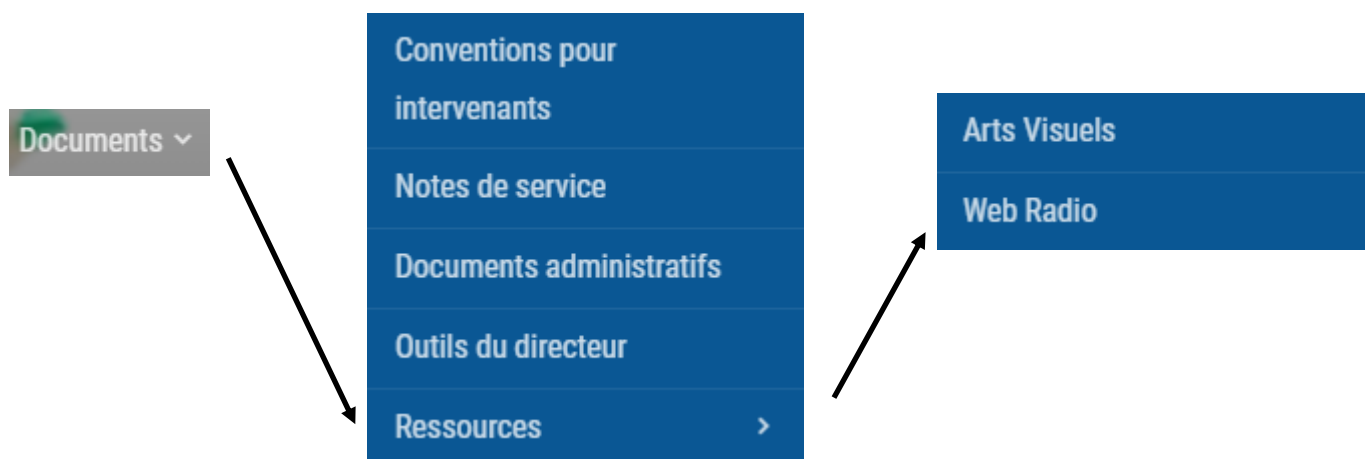 Documents
Conventions pour
intervenants
Notes de service
Documents administratifs
Outils du directeur
Ressources
Arts Visuels
Web Radio